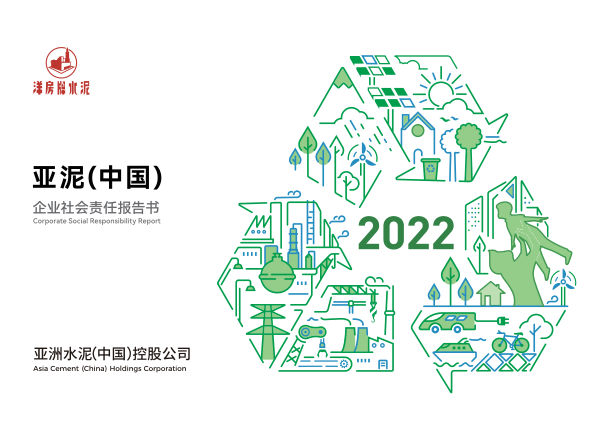 洋房牌水泥
亚泥(中国)
企业社会责任报告书
Corporate Social Responsibility Report
2022
亚洲水泥(中国)控股公司
Asia Cement (China) Holdings Corporation